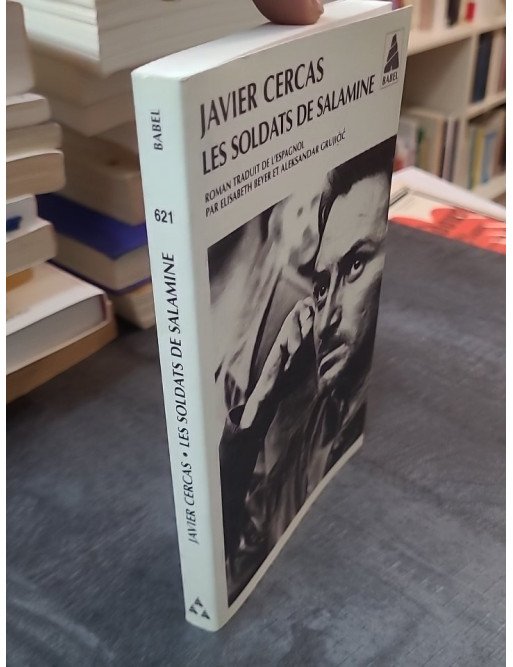 JAVIER CERCAS
LES SOLDATS DE SALAMINE
ROMAN TRADUIT DE L'ESPAGNOL
PAR ELISABETH BEYER ET ALEKSANDAR GRUJIČIĆ
BABEL
BABEL
621
JAVIER CERCAS • LES SOLDATS DE SALAMINE